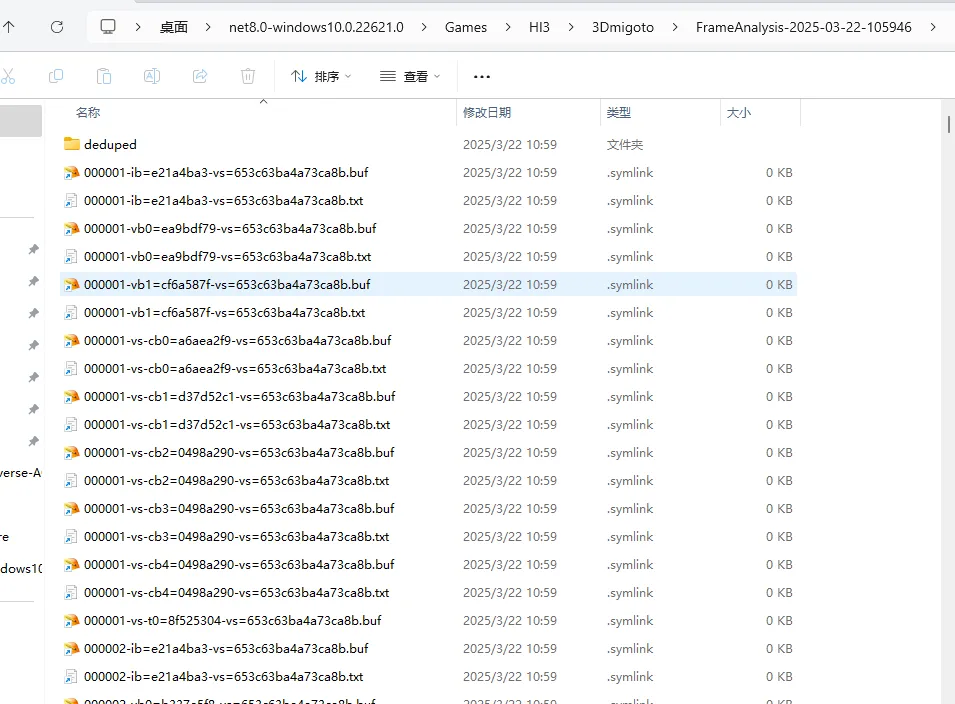 桌面 net8.0-windows10.0.22621.0 Games HI3 3Dmigoto FrameAnalysis-2025-03-22-105946
排序 查看
名称 修改日期 类型 大小
deduped 2025/3/22 10:59 文件夹
000001-ib=e21a4ba3-vs=653c63ba4a73ca8b.buf 2025/3/22 10:59 .symlink 0 KB
000001-ib=e21a4ba3-vs=653c63ba4a73ca8b.txt 2025/3/22 10:59 .symlink 0 KB
000001-vb0=ea9bdf79-vs=653c63ba4a73ca8b.buf 2025/3/22 10:59 .symlink 0 KB
000001-vb0=ea9bdf79-vs=653c63ba4a73ca8b.txt 2025/3/22 10:59 .symlink 0 KB
000001-vb1=cf6a587f-vs=653c63ba4a73ca8b.buf 2025/3/22 10:59 .symlink 0 KB
000001-vb1=cf6a587f-vs=653c63ba4a73ca8b.txt 2025/3/22 10:59 .symlink 0 KB
000001-vs-cb0=a6aea2f9-vs=653c63ba4a73ca8b.buf 2025/3/22 10:59 .symlink 0 KB
000001-vs-cb0=a6aea2f9-vs=653c63ba4a73ca8b.txt 2025/3/22 10:59 .symlink 0 KB
000001-vs-cb1=d37d52c1-vs=653c63ba4a73ca8b.buf 2025/3/22 10:59 .symlink 0 KB
000001-vs-cb1=d37d52c1-vs=653c63ba4a73ca8b.txt 2025/3/22 10:59 .symlink 0 KB
000001-vs-cb2=0498a290-vs=653c63ba4a73ca8b.buf 2025/3/22 10:59 .symlink 0 KB
verse-A
000001-vs-cb2=0498a290-vs=653c63ba4a73ca8b.txt 2025/3/22 10:59 .symlink 0 KB
000001-vs-cb3=0498a290-vs=653c63ba4a73ca8b.buf 2025/3/22 10:59 .symlink 0 KB
re
000001-vs-cb3=0498a290-vs=653c63ba4a73ca8b.txt 2025/3/22 10:59 .symlink 0 KB
000001-vs-cb4=0498a290-vs=653c63ba4a73ca8b.buf 2025/3/22 10:59 .symlink 0 KB
dows10
000001-vs-cb4=0498a290-vs=653c63ba4a73ca8b.txt 2025/3/22 10:59 .symlink 0 KB
000001-vs-t0=8f525304-vs=653c63ba4a73ca8b.buf 2025/3/22 10:59 .symlink 0 KB
000002-ib=e21a4ba3-vs=653c63ba4a73ca8b.buf 2025/3/22 10:59 .symlink 0 KB
000002-ib=e21a4ba3-vs=653c63ba4a73ca8b.txt 2025/3/22 10:59 .symlink 0 KB